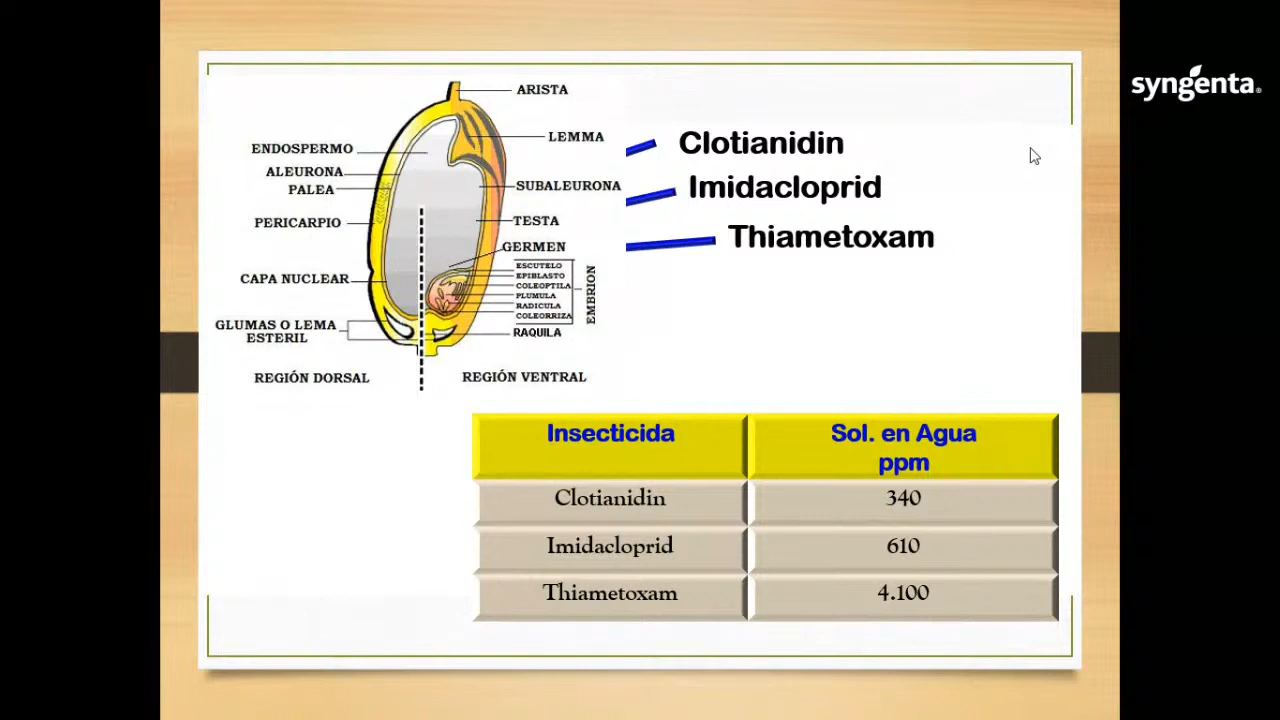 syngenta.
ARISTA
LEMMA
ENDOSPERMO
ALEURONA
PALEA
SUBALEURONA
PERICARPIO
TESTA
GERMEN
ESCUTELO
EPIBLASTO
COLEOPTILA
PLUMULA
RADICULA
COLEORRIZA
EMBRION
CAPA NUCLEAR
GLUMAS O LEMA
ESTERIL
RAQUILA
REGIÓN DORSAL
REGIÓN VENTRAL
Clotianidin
Imidacloprid
Thiametoxam
Insecticida Sol. en Agua
ppm
Clotianidin 340
Imidacloprid 610
Thiametoxam 4.100